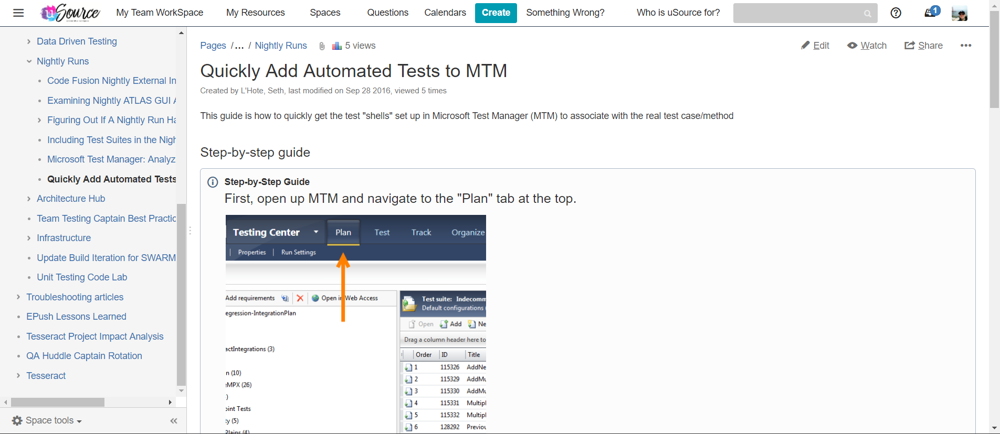 uSource
My Team WorkSpace
My Resources
Spaces
Questions
Calendars
Create
Something Wrong?
Who is uSource for?
1
Data Driven Testing
Nightly Runs
Code Fusion Nightly External In
Examining Nightly ATLAS GUI A
Figuring Out If A Nightly Run Ha
Including Test Suites in the Nigh
Microsoft Test Manager: Analyz
Quickly Add Automated Tests
Architecture Hub
Team Testing Captain Best Practic
Infrastructure
Update Build Iteration for SWARM
Unit Testing Code Lab
Troubleshooting articles
EPush Lessons Learned
Tesseract Project Impact Analysis
QA Huddle Captain Rotation
Tesseract
Space tools
Pages / ... / Nightly Runs 5 views
Edit Watch Share
Quickly Add Automated Tests to MTM
Created by L'Hote, Seth, last modified on Sep 28 2016, viewed 5 times
This guide is how to quickly get the test "shells" set up in Microsoft Test Manager (MTM) to associate with the real test case/method
Step-by-step guide
Step-by-Step Guide
First, open up MTM and navigate to the "Plan" tab at the top.
Testing Center Plan Test Track Organize
Properties | Run Settings
Add requirements Open in Web Access
egression-IntegrationPlan
actIntegrations (3)
n (10)
eMPX (26)
)
oint Tests
ty (5)
Plains (4)
Test suite: Indecomm
Default configurations
Open Add Ne
Drag a column header here to
Order ID Title
1 115326 AddNe
2 115329 AddMu
3 115330 AddMu
4 115331 Multipl
5 115332 Multipl
6 128292 Previou